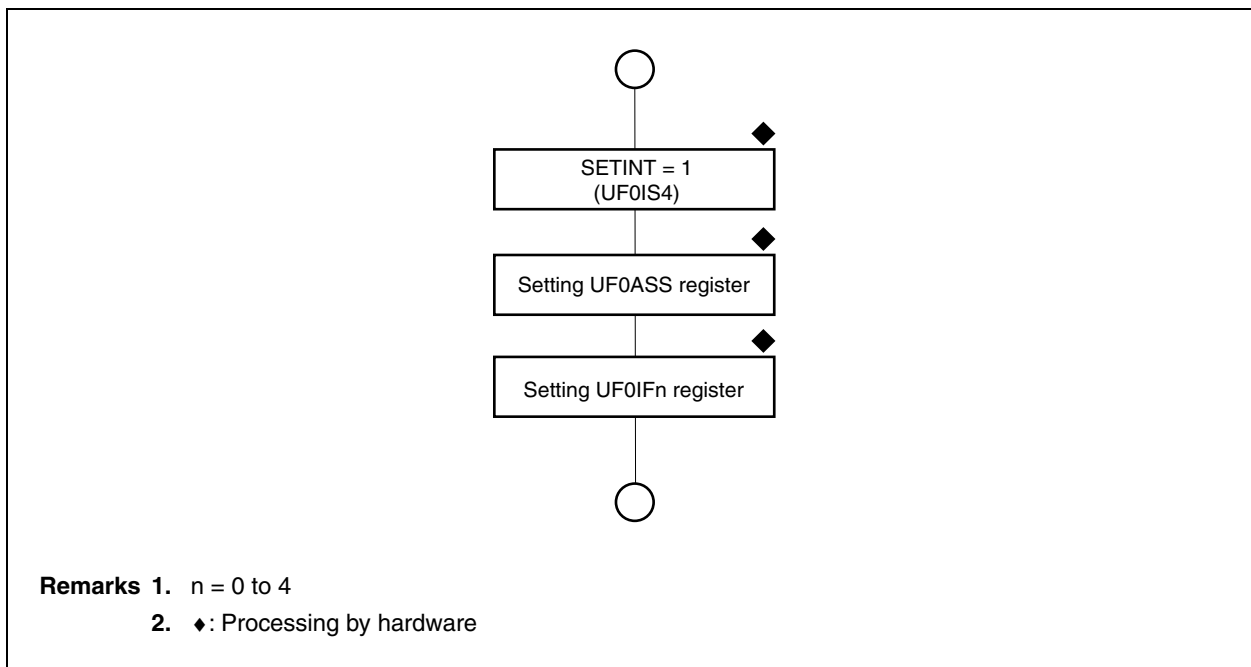 SETINT = 1
(UF0IS4)
Setting UF0ASS register
Setting UF0IFn register
Remarks 1. n = 0 to 4
2. ♦: Processing by hardware